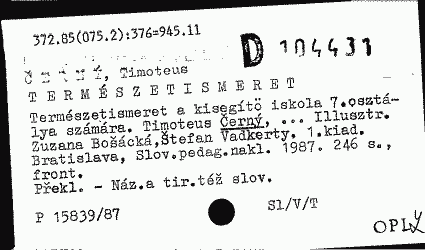 372.85(075.2):376=945.11
D 104431
Černý, Timoteus
TERMÉSZETISMERET
Természetismeret a kisegítö iskola 7.osztá-
lya számára. Timoteus Černý, ... Illusztr.
Zuzana Bošácká,Štefan Vadkerty. 1.kiad.
Bratislava, Slov.pedag.nakl. 1987. 246 s.,
front.
Překl. - Náz.a tir.též slov.
P 15839/87
Sl/V/T